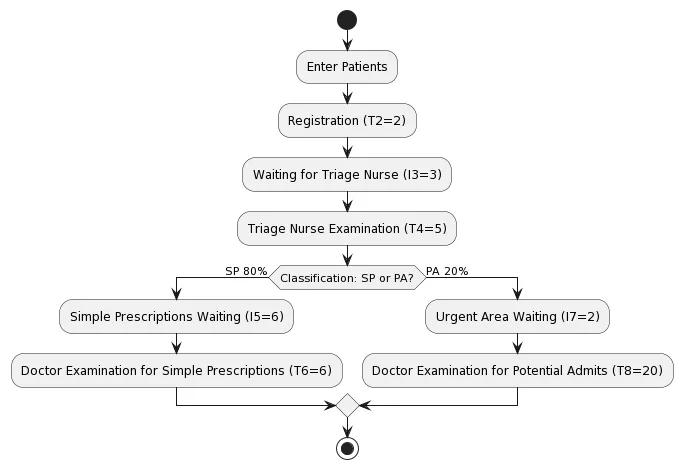 Enter Patients
Registration (T2=2)
Waiting for Triage Nurse (I3=3)
Triage Nurse Examination (T4=5)
SP 80%
Classification: SP or PA?
PA 20%
Simple Prescriptions Waiting (I5=6)
Urgent Area Waiting (I7=2)
Doctor Examination for Simple Prescriptions (T6=6)
Doctor Examination for Potential Admits (T8=20)